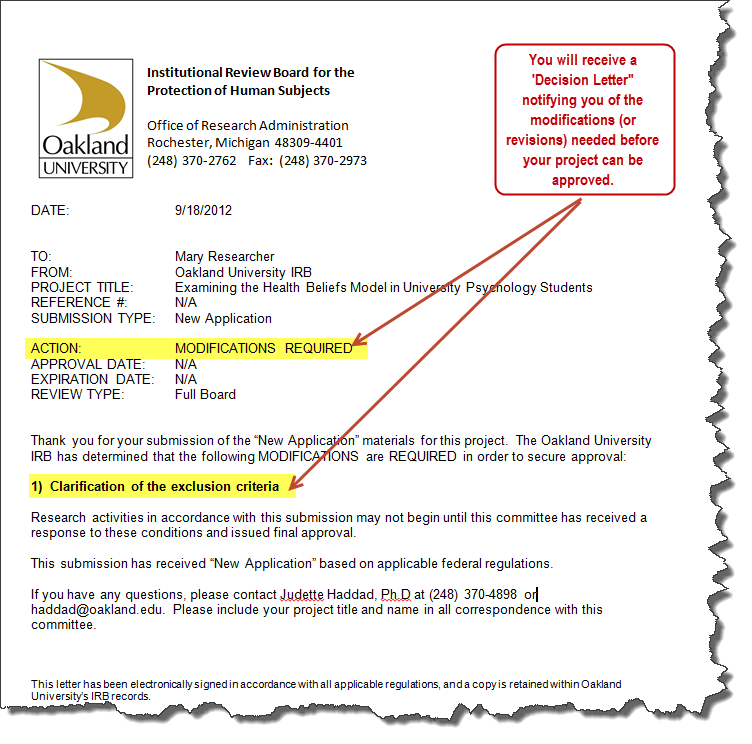 Institutional Review Board for the
Protection of Human Subjects
Oakland
UNIVERSITY
Office of Research Administration
Rochester, Michigan 48309-4401
(248) 370-2762 Fax: (248) 370-2973
You will receive a
'Decision Letter"
notifying you of the
modifications (or
revisions) needed before
your project can be
approved.
DATE: 9/18/2012
TO: Mary Researcher
FROM: Oakland University IRB
PROJECT TITLE: Examining the Health Beliefs Model in University Psychology Students
REFERENCE #: N/A
SUBMISSION TYPE: New Application
ACTION: MODIFICATIONS REQUIRED
APPROVAL DATE: N/A
EXPIRATION DATE: N/A
REVIEW TYPE: Full Board
Thank you for your submission of the “New Application” materials for this project. The Oakland University
IRB has determined that the following MODIFICATIONS are REQUIRED in order to secure approval:
1) Clarification of the exclusion criteria
Research activities in accordance with this submission may not begin until this committee has received a
response to these conditions and issued final approval.
This submission has received “New Application” based on applicable federal regulations.
If you have any questions, please contact Judette Haddad, Ph.D at (248) 370-4898 or
haddad@oakland.edu. Please include your project title and name in all correspondence with this
committee.
This letter has been electronically signed in accordance with all applicable regulations, and a copy is retained within Oakland
University's IRB records.